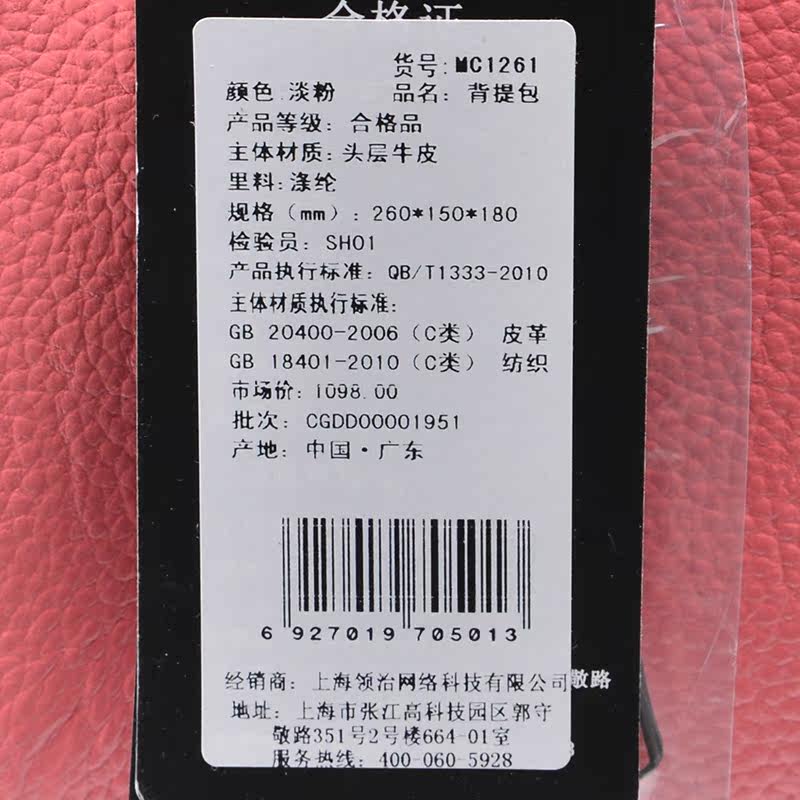 合格证
货号:MC1261
颜色:淡粉 品名: 背提包
产品等级: 合格品
主体材质: 头层牛皮
里料: 涤纶
规格(mm): 260*150*180
检验员: SH01
产品执行标准: QB/T1333-2010
主体材质执行标准:
GB 20400-2006(C类) 皮革
GB 18401-2010(C类) 纺织
市场价: 1098.00
批次: CGDD00001951
产地: 中国·广东
6 927019 705013
经销商: 上海领冶网络科技有限公司
敬路
地址: 上海市张江高科技园区郭守
敬路351号2号楼664-01室
服务热线: 400-060-5928